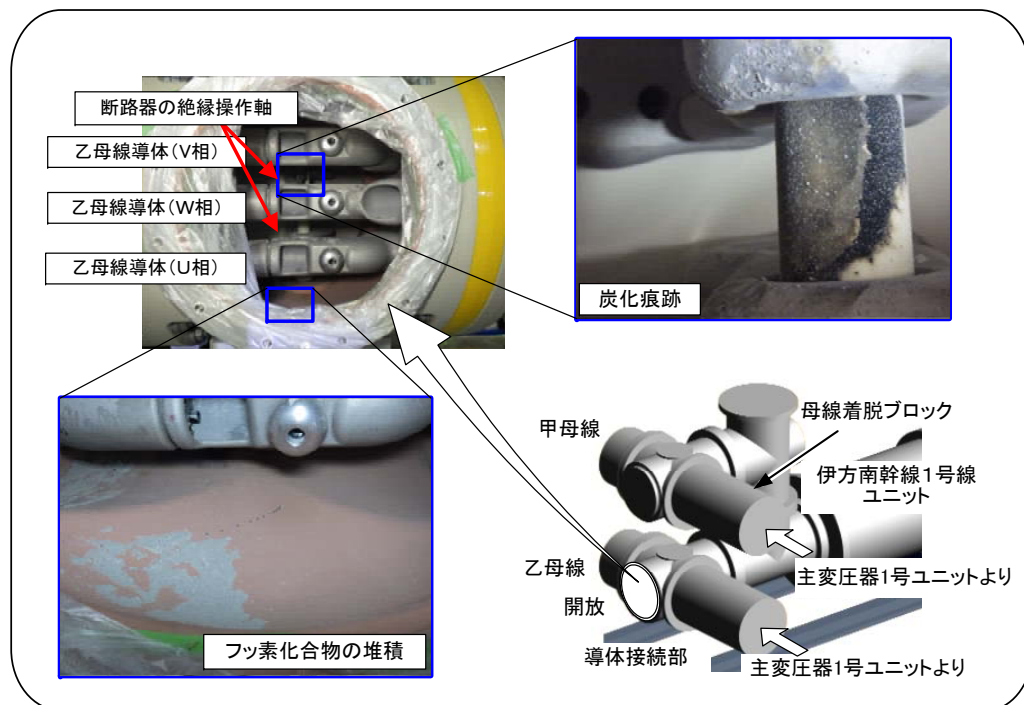 断路器の絶縁操作軸
乙母線導体(V相)
乙母線導体(W相)
乙母線導体(U相)
炭化痕跡
フッ素化合物の堆積
甲母線
母線着脱ブロック
伊方南幹線1号線
ユニット
乙母線
主変圧器1号ユニットより
開放
導体接続部
主変圧器1号ユニットより